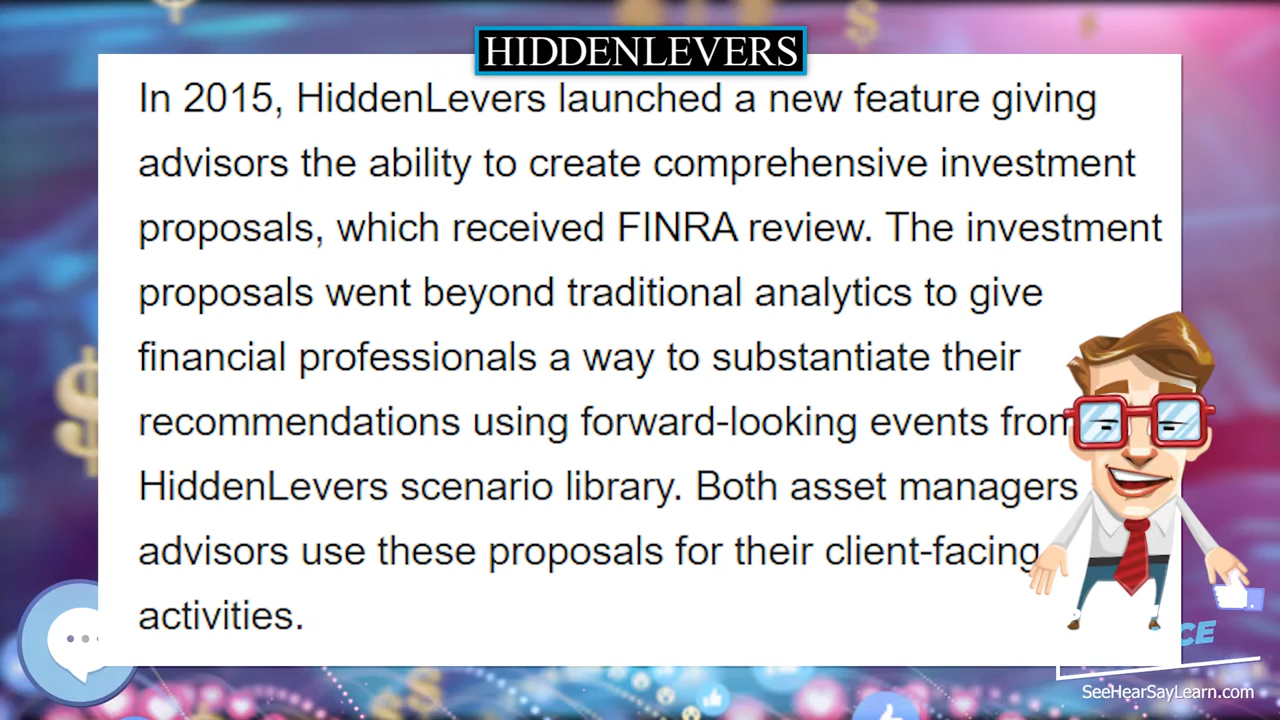 HIDDENLEVERS
In 2015, HiddenLevers launched a new feature giving
advisors the ability to create comprehensive investment
proposals, which received FINRA review. The investment
proposals went beyond traditional analytics to give
financial professionals a way to substantiate their
recommendations using forward-looking events from
HiddenLevers scenario library. Both asset managers
advisors use these proposals for their client-facing
activities.
SeeHearSayLearn.com